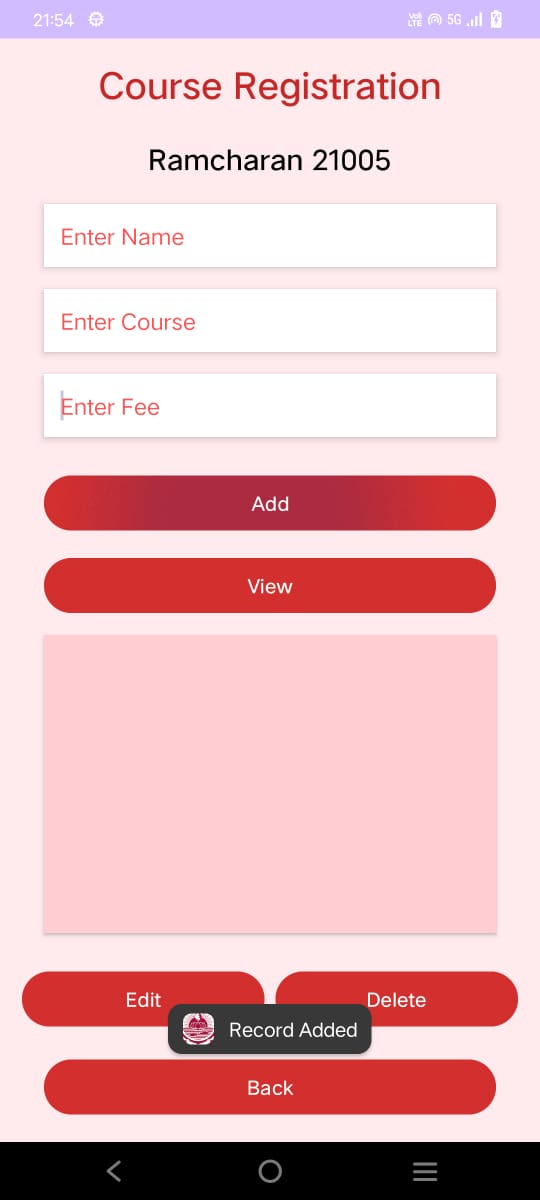 21:54 VoLTE 5G
Course Registration
Ramcharan 21005
Enter Name
Enter Course
Enter Fee
Add
View
Edit
Delete
Record Added
Back